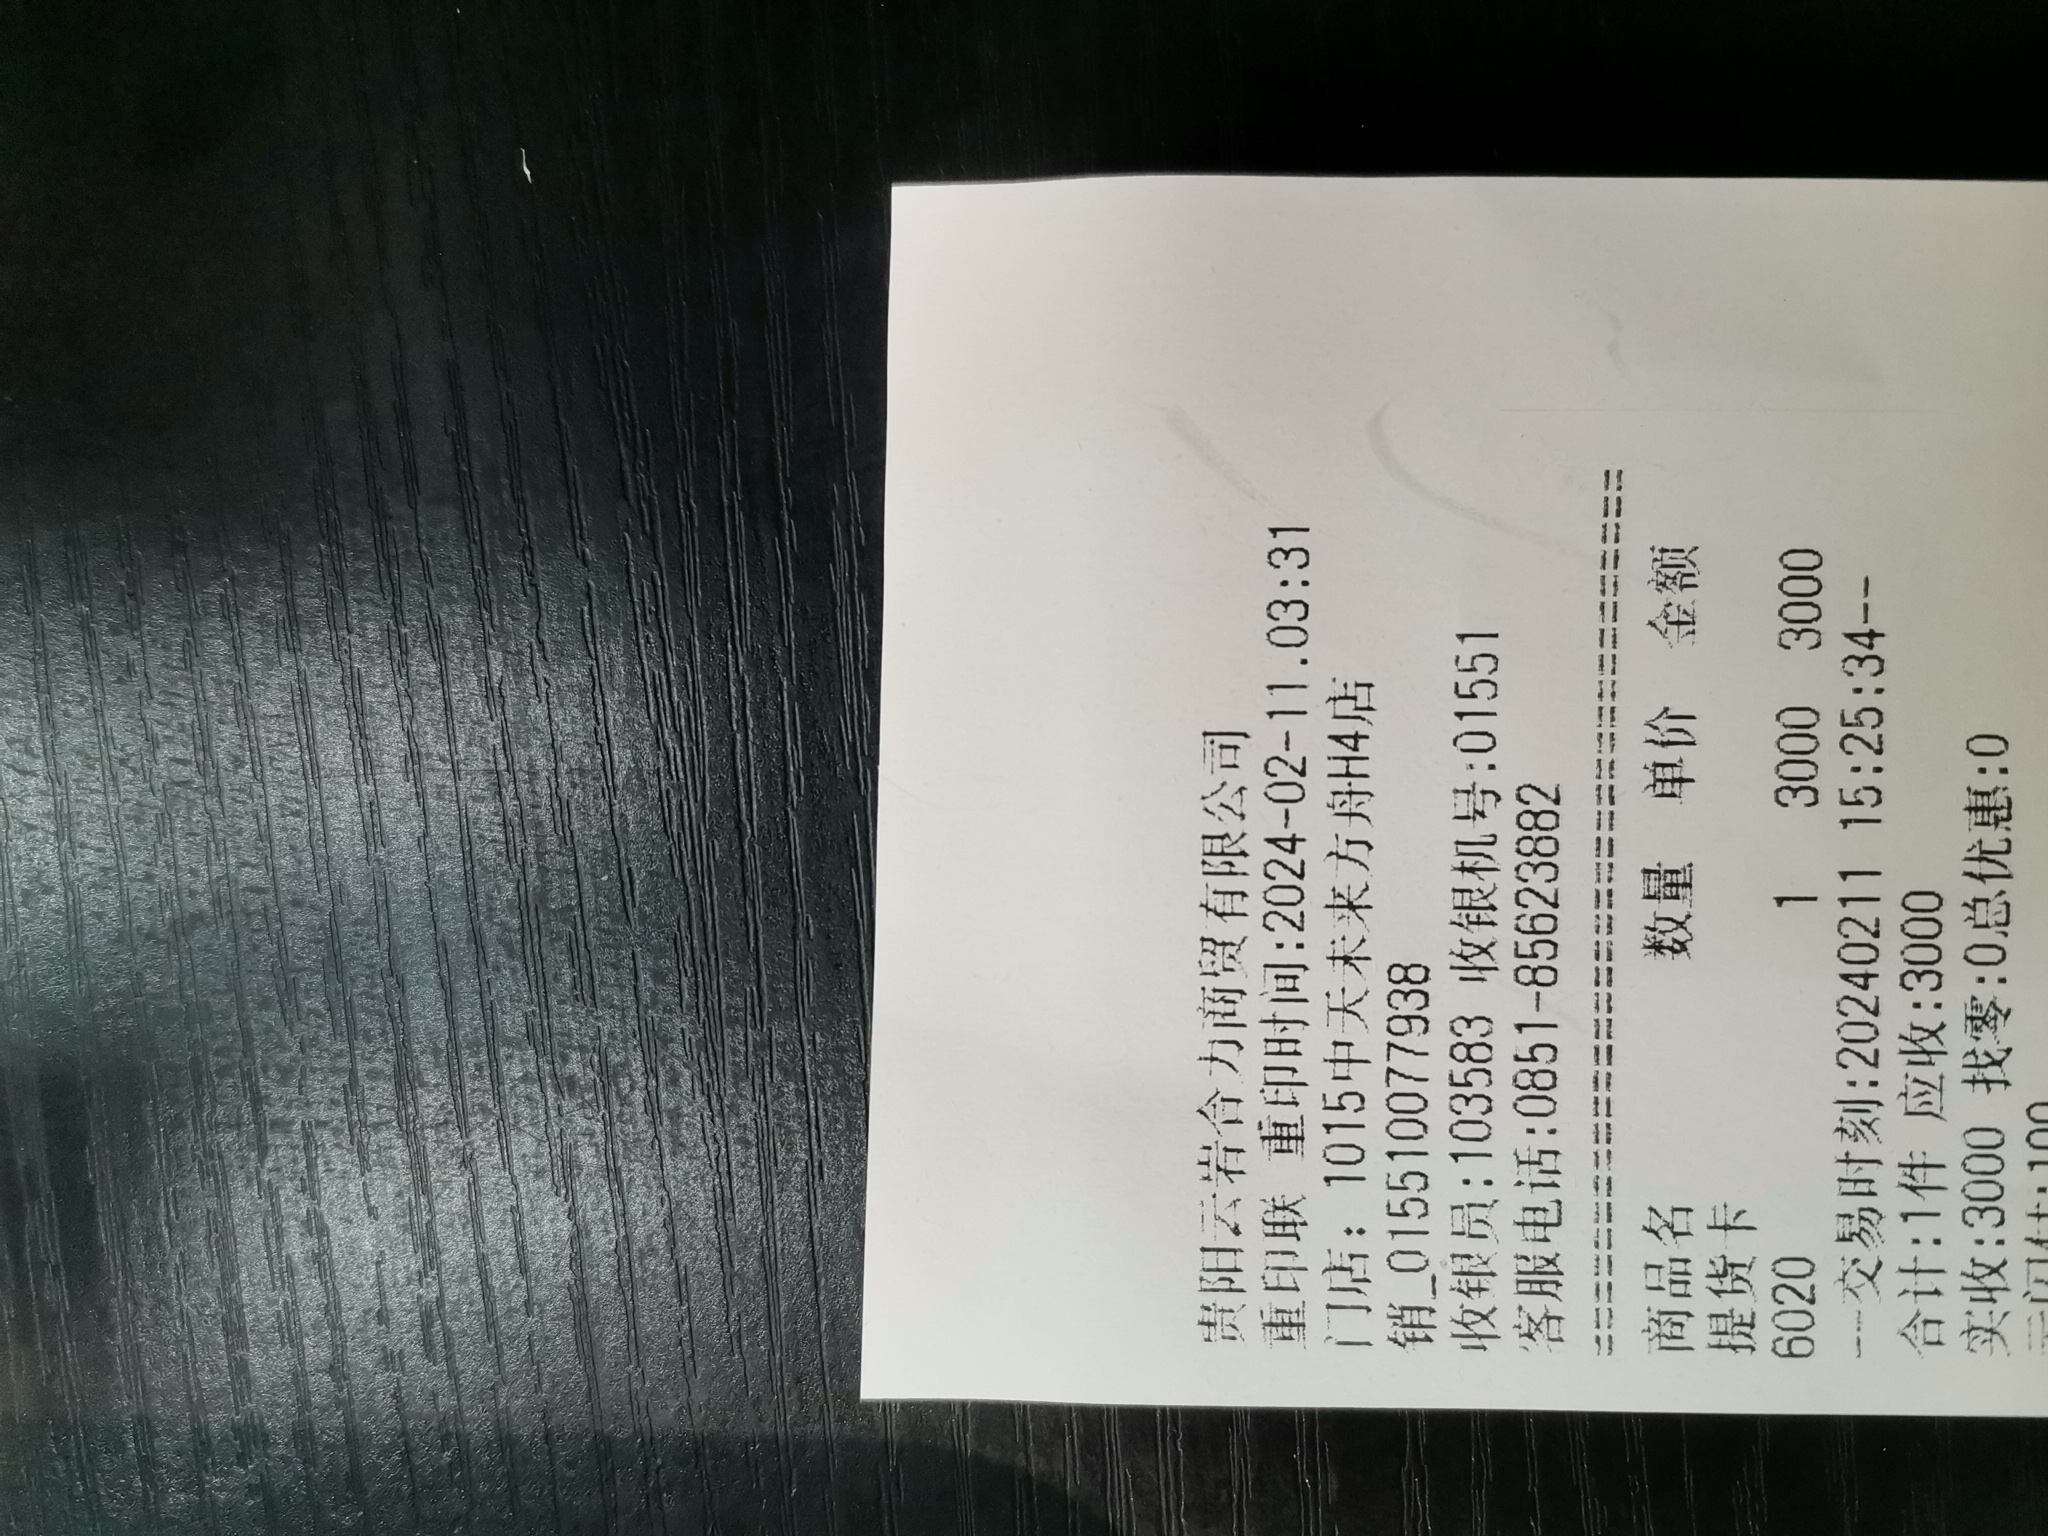 贵阳云岩合力商贸有限公司
重印联 重印时间:2024-02-11.03:31
门店: 1015中天未来方舟H4店
销_015510077938
收银员:103583 收银机号:01551
客服电话:0851-85623882
商品名 数量 单价 金额
提货卡
6020 1 3000 3000
--交易时刻:20240211 15:25:34--
合计:1件 应收:3000
实收:3000 找零:0总优惠:0